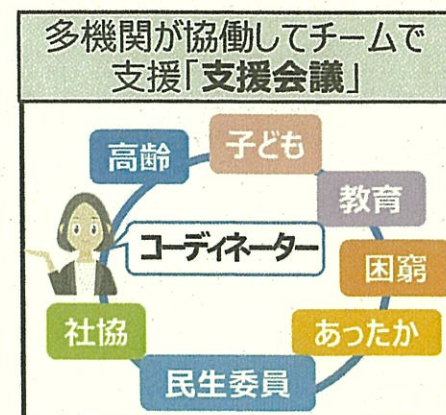 多機関が協働してチームで
支援「支援会議」
子ども
高齢
教育
コーディネーター
困窮
社協
あったか
民生委員